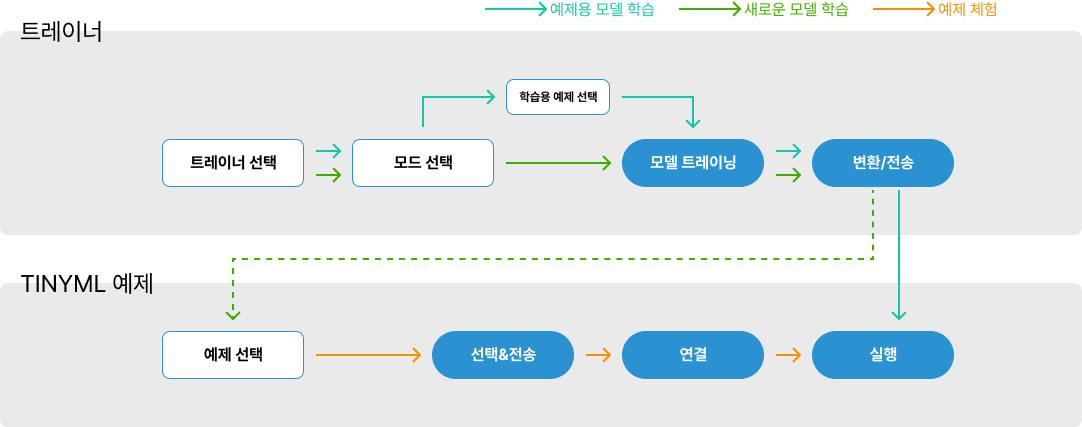 예제용 모델 학습
새로운 모델 학습
예제 체험
트레이너
학습용 예제 선택
트레이너 선택
모드 선택
모델 트레이닝
변환/전송
TINYML 예제
예제 선택
선택&전송
연결
실행